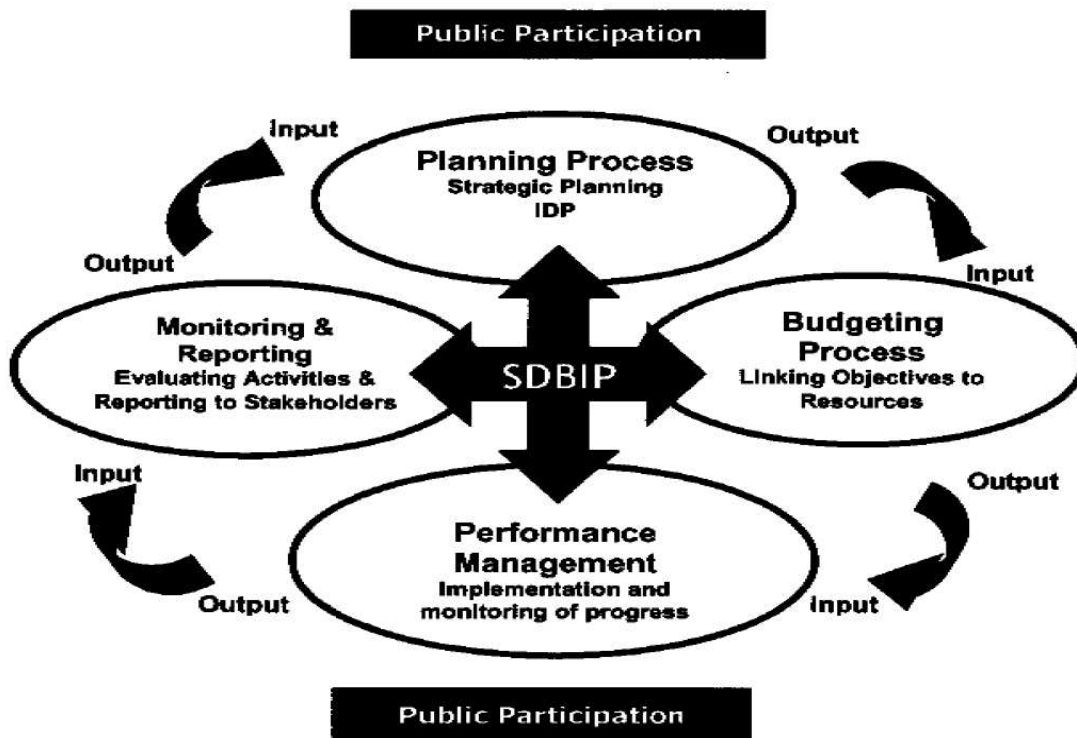 Public Participation
Input
Output
Planning Process
Strategic Planning
IDP
Output
Input
Monitoring &
Reporting
Evaluating Activities &
Reporting to Stakeholders
SDBIP
Budgeting
Process
Linking Objectives to
Resources
Input
Output
Performance
Management
Implementation and
monitoring of progress
Output
Input
Public Participation